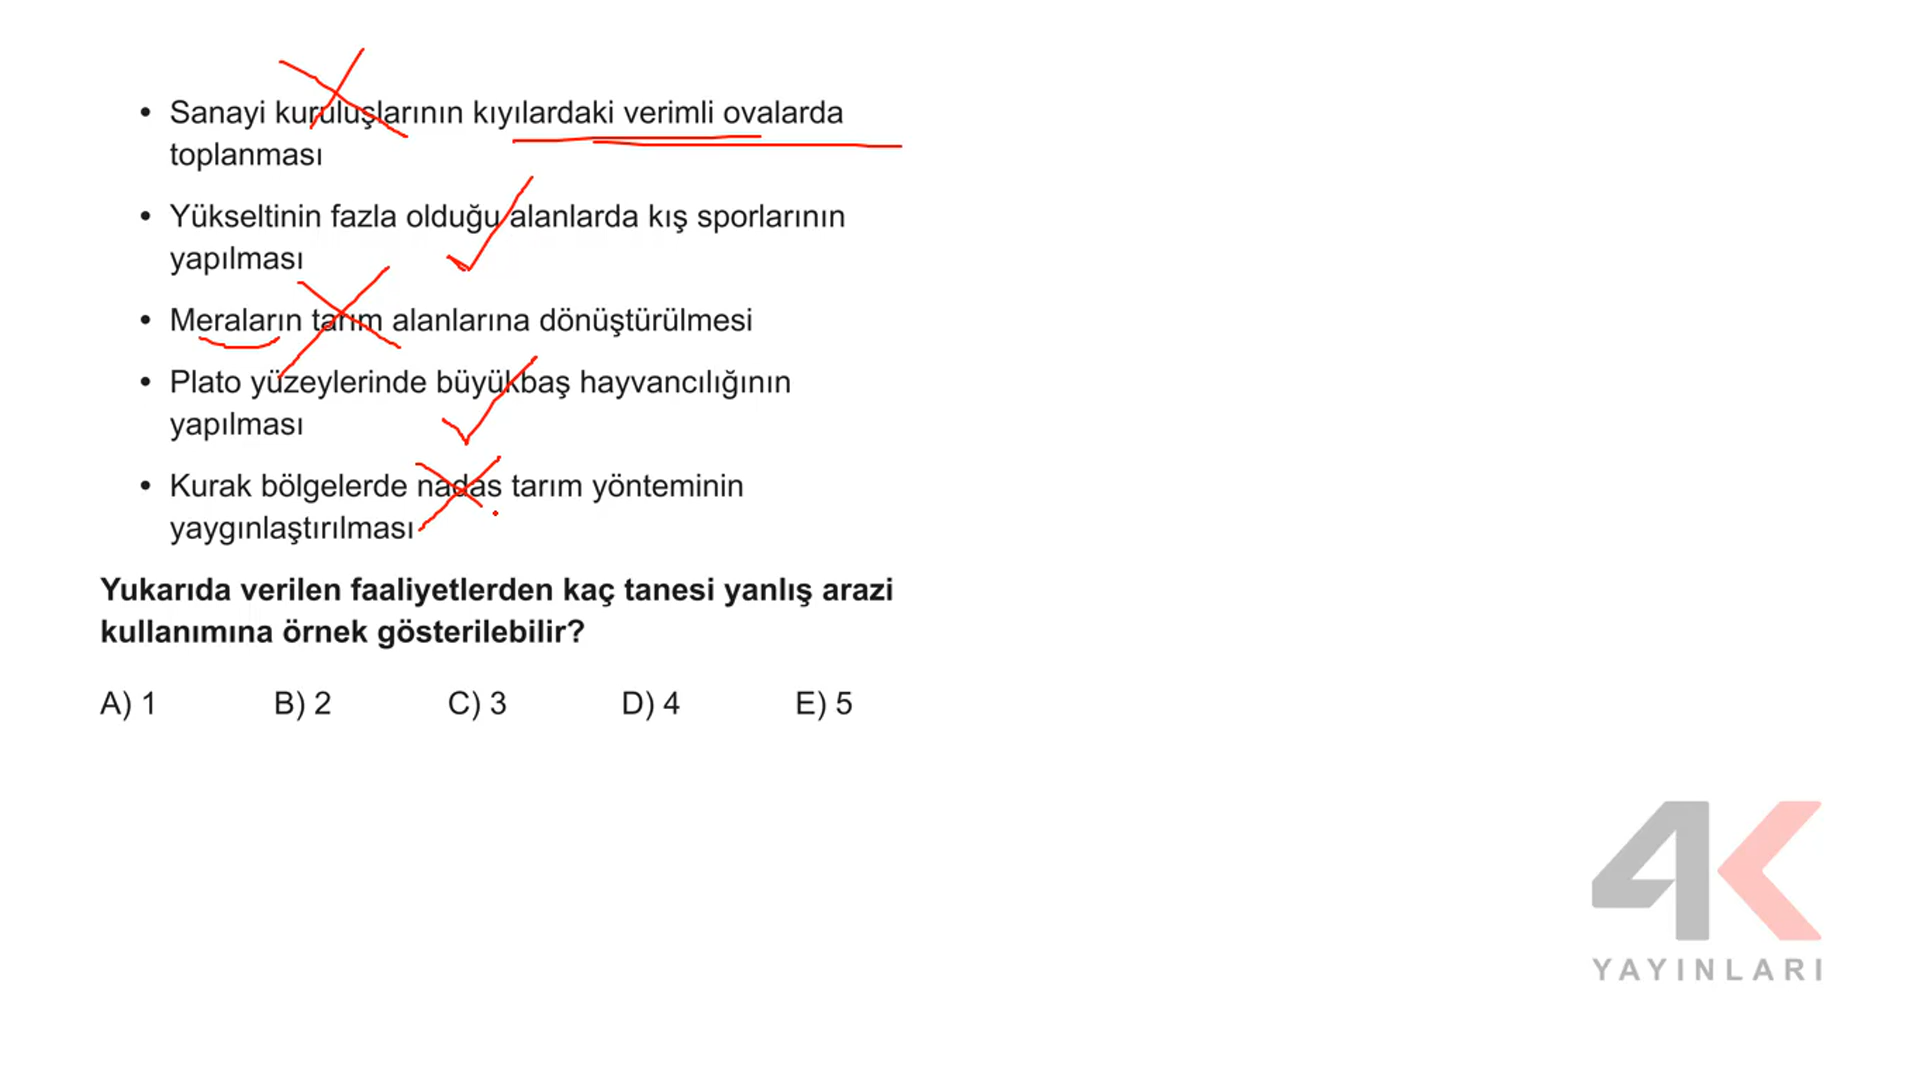 • Sanayi kuruluşlarının kıyılardaki verimli ovalarda
toplanması
• Yükseltinin fazla olduğu alanlarda kış sporlarının
yapılması
• Meraların tarım alanlarına dönüştürülmesi
• Plato yüzeylerinde büyükbaş hayvancılığının
yapılması
• Kurak bölgelerde nadas tarım yönteminin
yaygınlaştırılması
Yukarıda verilen faaliyetlerden kaç tanesi yanlış arazi
kullanımına örnek gösterilebilir?
A) 1 B) 2 C) 3 D) 4 E) 5
4K
YAYINLARI